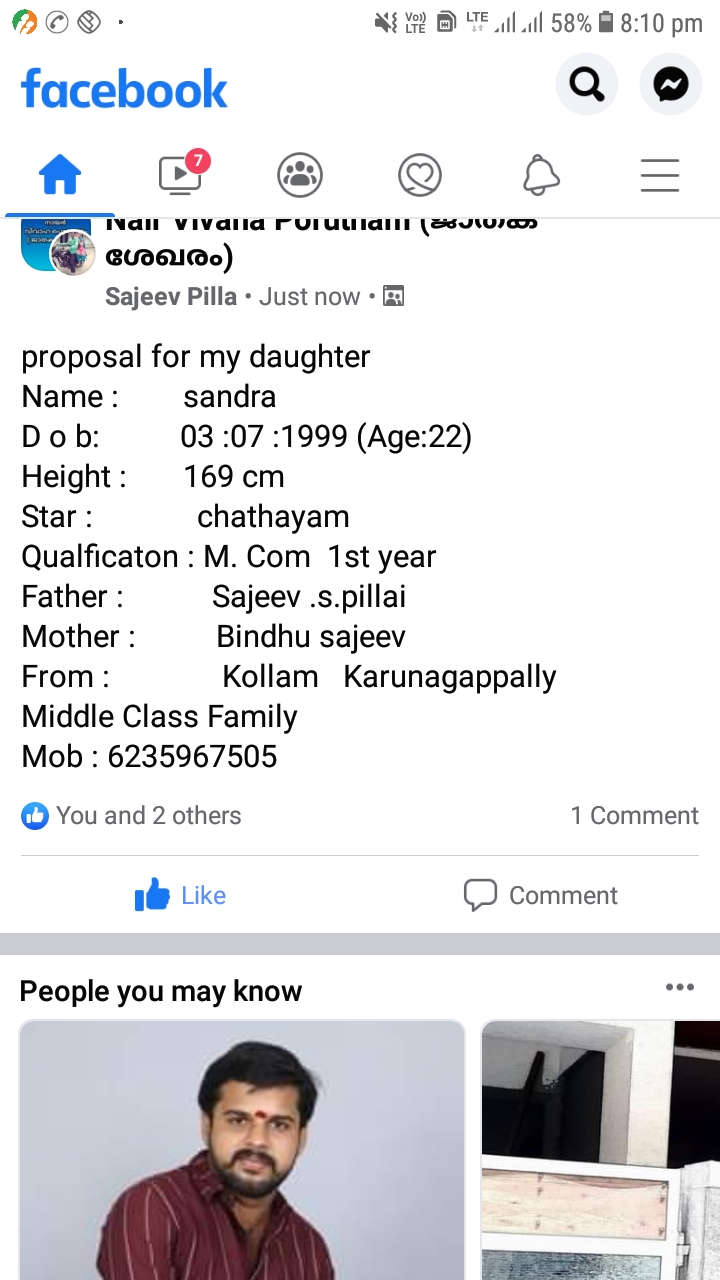 Vo))
LTE LTE 58% 8:10 pm
facebook
7
Nair Vivaha Porutham (ജാതക
ശേഖരം)
Sajeev Pilla • Just now •
proposal for my daughter
Name : sandra
D o b: 03 :07 :1999 (Age:22)
Height : 169 cm
Star : chathayam
Qualficaton : M. Com 1st year
Father : Sajeev .s.pillai
Mother : Bindhu sajeev
From : Kollam Karunagappally
Middle Class Family
Mob : 6235967505
You and 2 others 1 Comment
Like Comment
People you may know